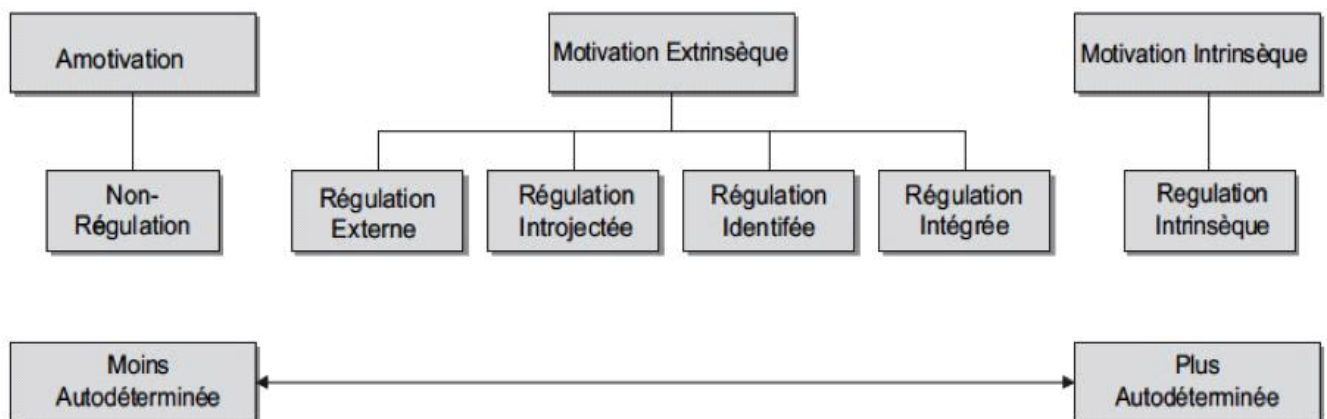 Amotivation
Motivation Extrinsèque
Motivation Intrinsèque
Non-
Régulation
Régulation
Externe
Régulation
Introjectée
Régulation
Identifée
Régulation
Intégrée
Regulation
Intrinsèque
Moins
Autodéterminée
Plus
Autodéterminée